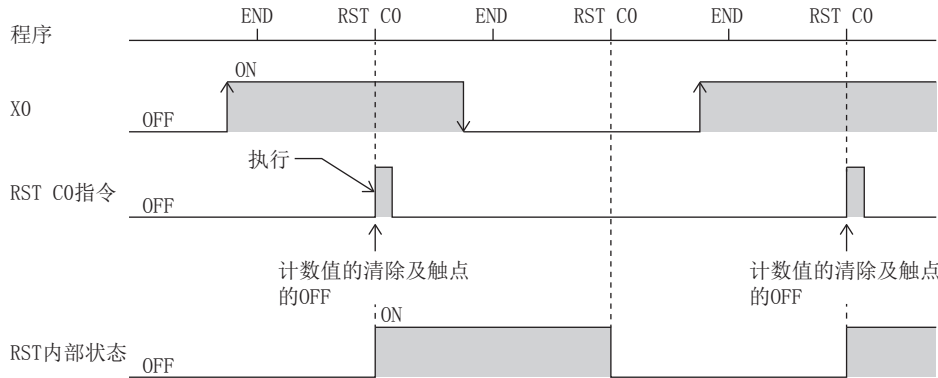 END RST C0 END RST C0 END RST C0
程序
ON
X0
OFF
执行
RST C0指令
OFF
计数值的清除及触点
的OFF
计数值的清除及触点
的OFF
ON
RST内部状态
OFF